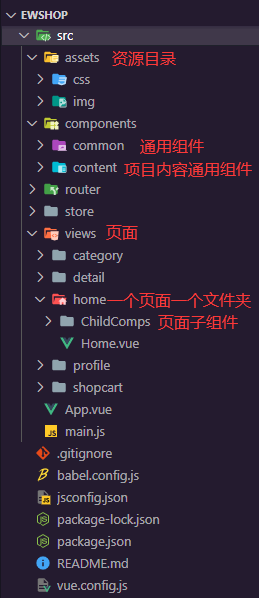 EWSHOP
src
assets 资源目录
css
img
components
common 通用组件
content 项目内容通用组件
router
store
views 页面
category
detail
home 一个页面一个文件夹
ChildComps 页面子组件
Home.vue
profile
shopcart
App.vue
JS main.js
.gitignore
babel.config.js
jsconfig.json
package-lock.json
package.json
README.md
vue.config.js